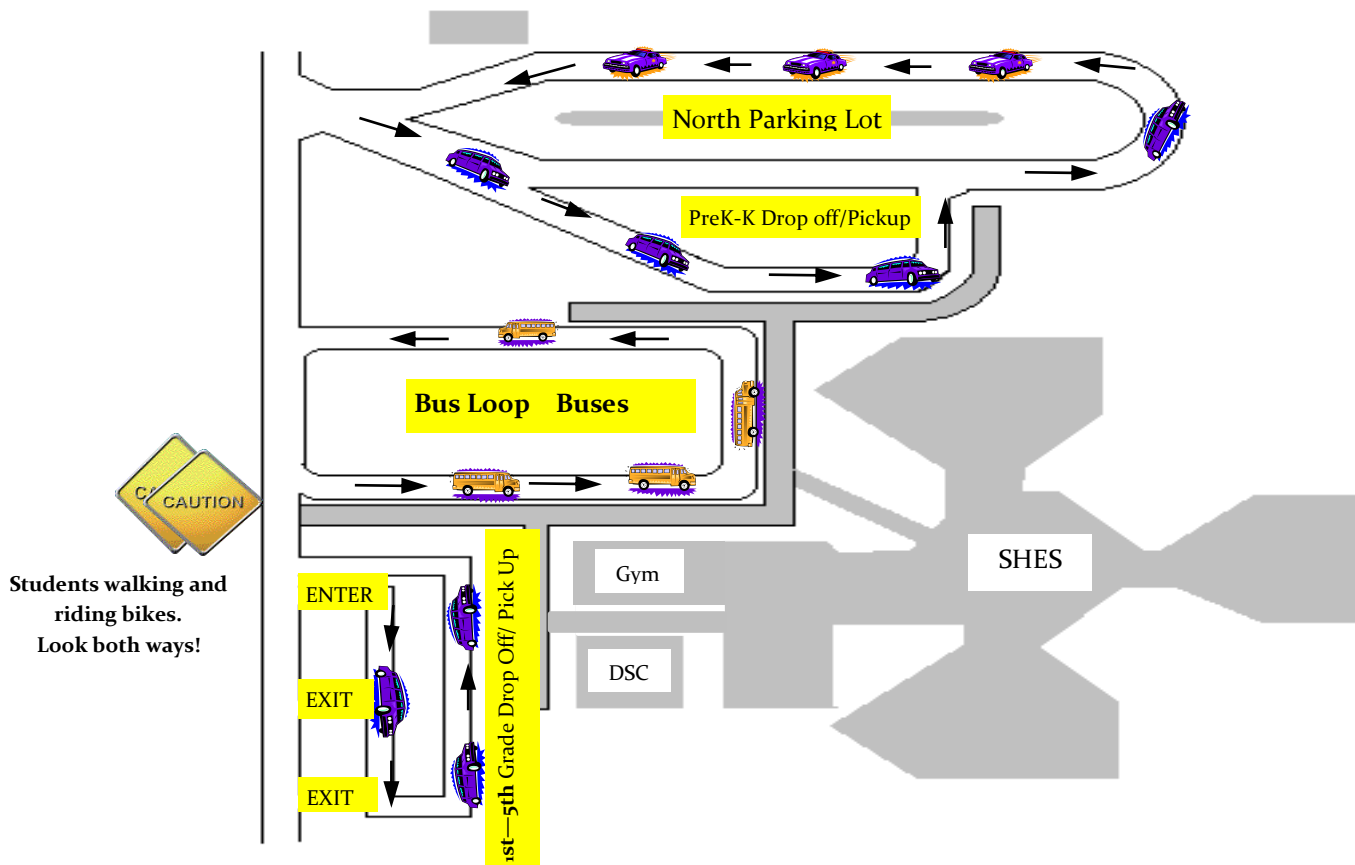 North Parking Lot
PreK-K Drop off/Pickup
Bus Loop Buses
CAUTION
Students walking and
riding bikes.
Look both ways!
ENTER
EXIT
EXIT
1st—5th Grade Drop Off/ Pick Up
Gym
DSC
SHES